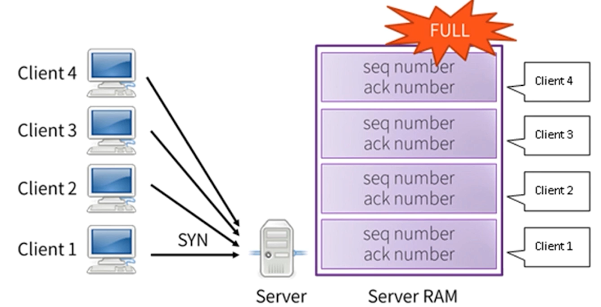 FULL
Client 4
seq number
ack number
Client 4
Client 3
seq number
ack number
Client 3
Client 2
seq number
ack number
Client 2
Client 1
SYN
seq number
ack number
Client 1
Server
Server RAM